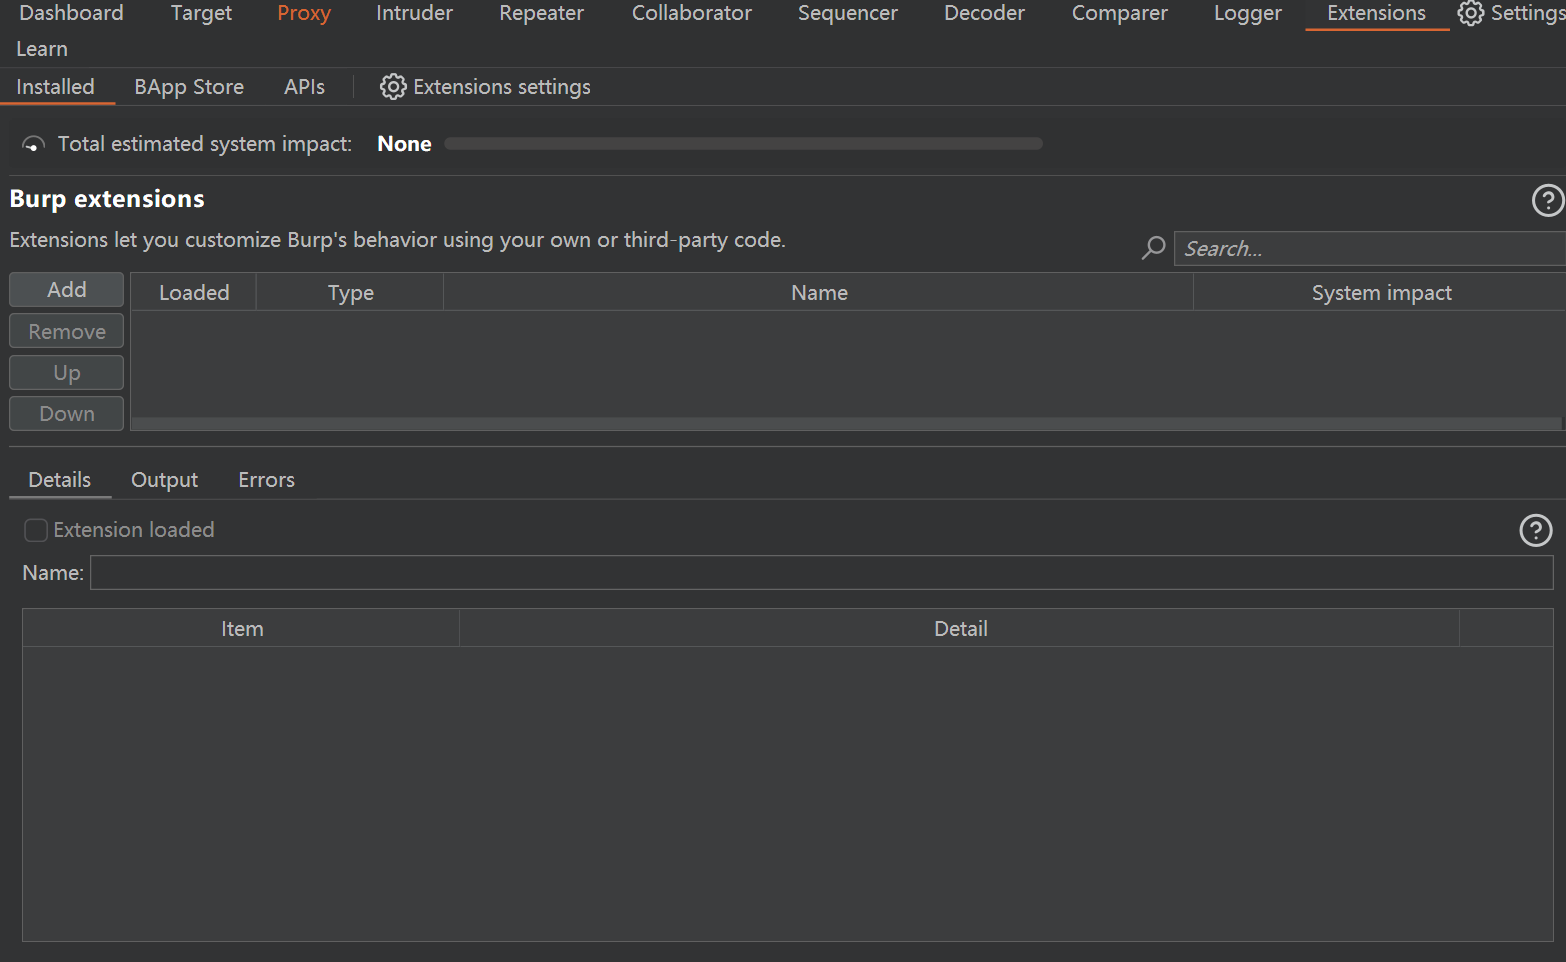 Dashboard Target Proxy Intruder Repeater Collaborator Sequencer Decoder Comparer Logger Extensions Settings
Learn
Installed BApp Store APIs Extensions settings
Total estimated system impact: None
Burp extensions
?
Extensions let you customize Burp's behavior using your own or third-party code.
Search...
Add Loaded Type Name System impact
Remove
Up
Down
Details Output Errors
Extension loaded
?
Name:
Item Detail